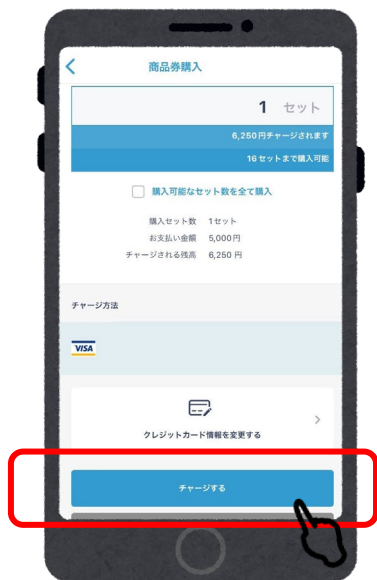 商品券購入
1 セット
6,250円チャージされます
16セットまで購入可能
購入可能なセット数を全て購入
購入セット数 1セット
お支払い金額 5,000円
チャージされる残高 6,250 円
チャージ方法
VISA
クレジットカード情報を変更する
チャージする